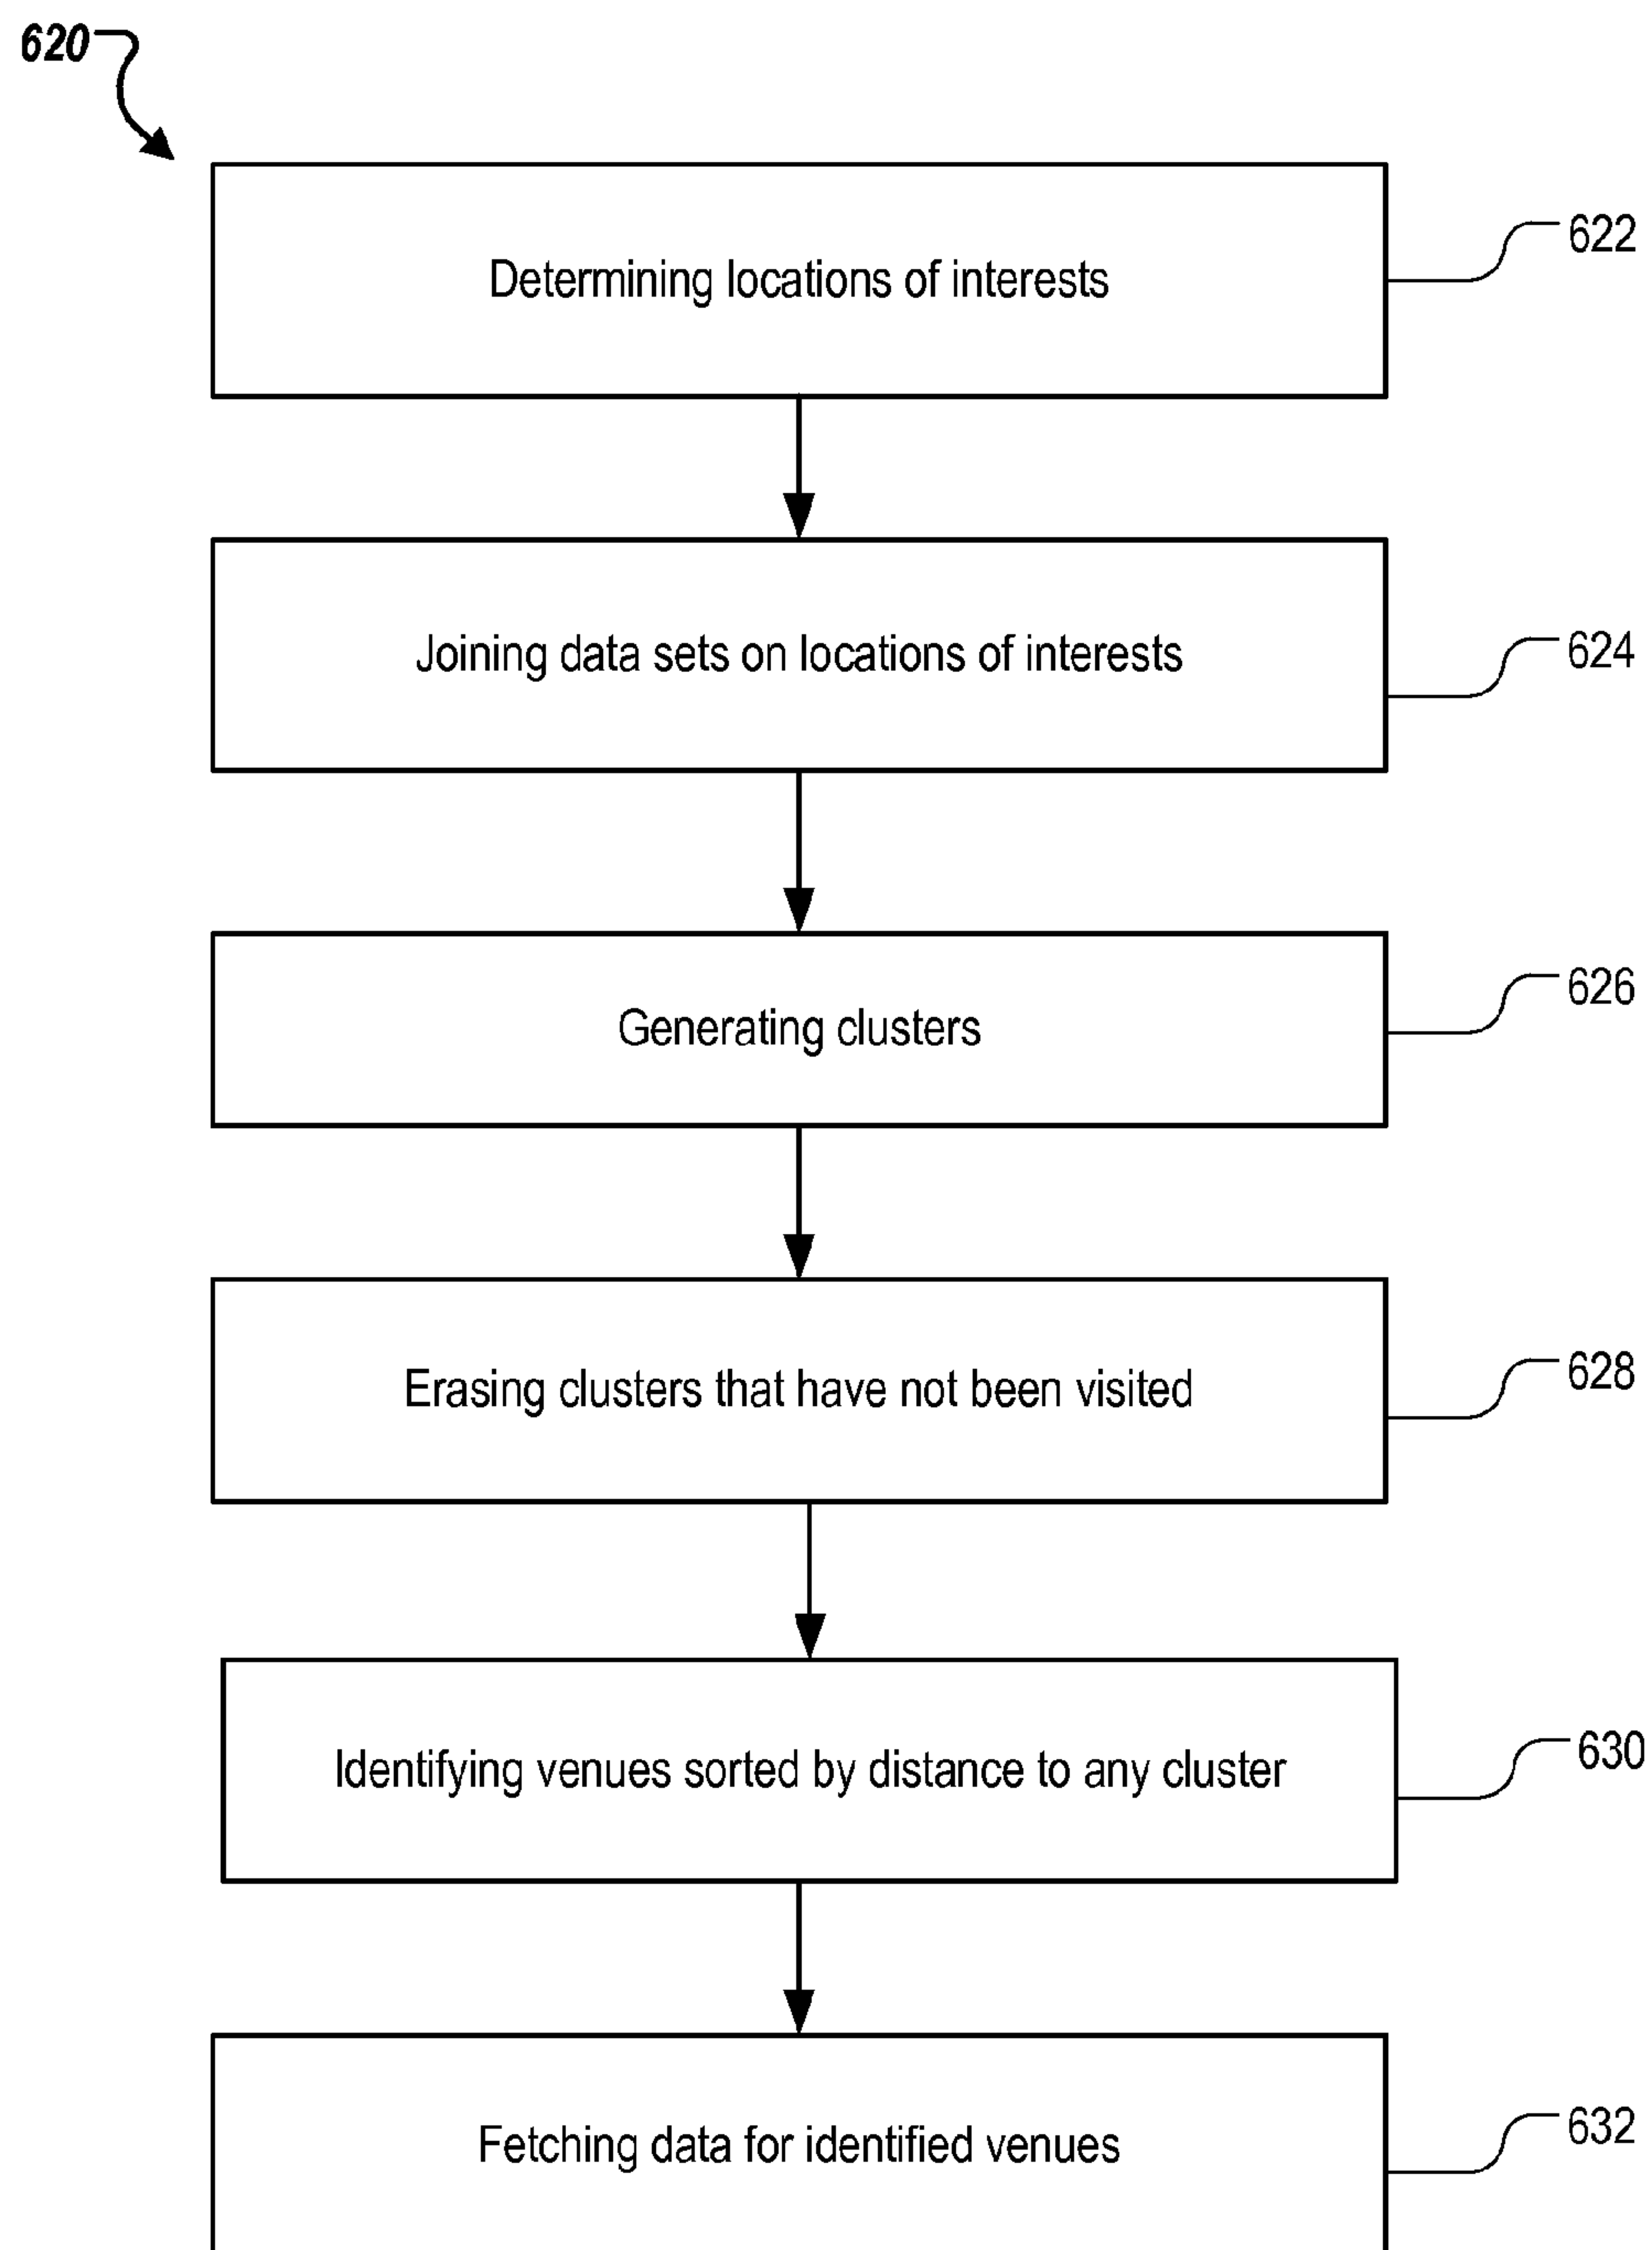 620
Determining locations of interests
622
Joining data sets on locations of interests
624
Generating clusters
626
Erasing clusters that have not been visited
628
Identifying venues sorted by distance to any cluster
630
Fetching data for identified venues
632